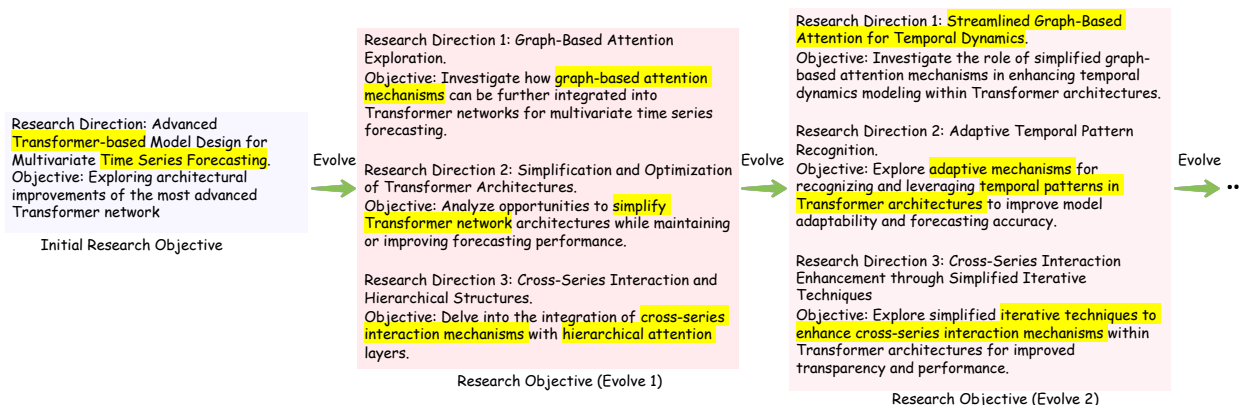 Research Direction: Advanced
Transformer-based Model Design for
Multivariate Time Series Forecasting.
Objective: Exploring architectural
improvements of the most advanced
Transformer network
Initial Research Objective
Evolve
Research Direction 1: Graph-Based Attention
Exploration.
Objective: Investigate how graph-based attention
mechanisms can be further integrated into
Transformer networks for multivariate time series
forecasting.
Research Direction 2: Simplification and Optimization
of Transformer Architectures.
Objective: Analyze opportunities to simplify
Transformer network architectures while maintaining
or improving forecasting performance.
Research Direction 3: Cross-Series Interaction and
Hierarchical Structures.
Objective: Delve into the integration of cross-series
interaction mechanisms with hierarchical attention
layers.
Research Objective (Evolve 1)
Evolve
Research Direction 1: Streamlined Graph-Based
Attention for Temporal Dynamics.
Objective: Investigate the role of simplified graph-
based attention mechanisms in enhancing temporal
dynamics modeling within Transformer architectures.
Research Direction 2: Adaptive Temporal Pattern
Recognition.
Objective: Explore adaptive mechanisms for
recognizing and leveraging temporal patterns in
Transformer architectures to improve model
adaptability and forecasting accuracy.
Research Direction 3: Cross-Series Interaction
Enhancement through Simplified Iterative
Techniques
Objective: Explore simplified iterative techniques to
enhance cross-series interaction mechanisms within
Transformer architectures for improved
transparency and performance.
Research Objective (Evolve 2)
Evolve
..